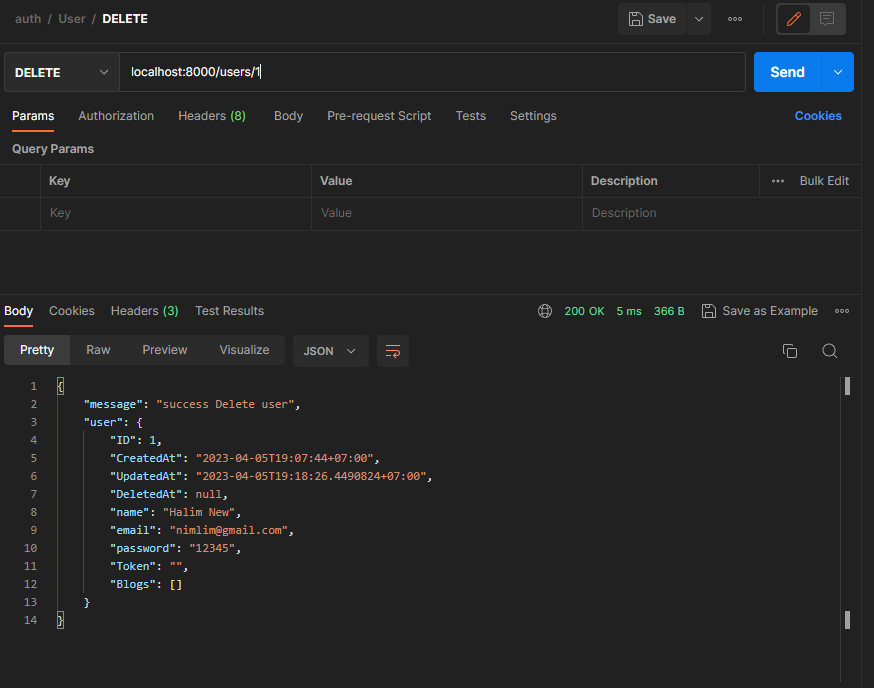 auth / User / DELETE
Save
DELETE
localhost:8000/users/1
Send
Params Authorization Headers (8) Body Pre-request Script Tests Settings Cookies
Query Params
Key Value Description Bulk Edit
Key Value Description
Body Cookies Headers (3) Test Results 200 OK 5 ms 366 B Save as Example
Pretty Raw Preview Visualize JSON
1 {
2 "message": "success Delete user",
3 "user": {
4 "ID": 1,
5 "CreatedAt": "2023-04-05T19:07:44+07:00",
6 "UpdatedAt": "2023-04-05T19:18:26.4490824+07:00",
7 "DeletedAt": null,
8 "name": "Halim New",
9 "email": "nimlim@gmail.com",
10 "password": "12345",
11 "Token": "",
12 "Blogs": []
13 }
14 }